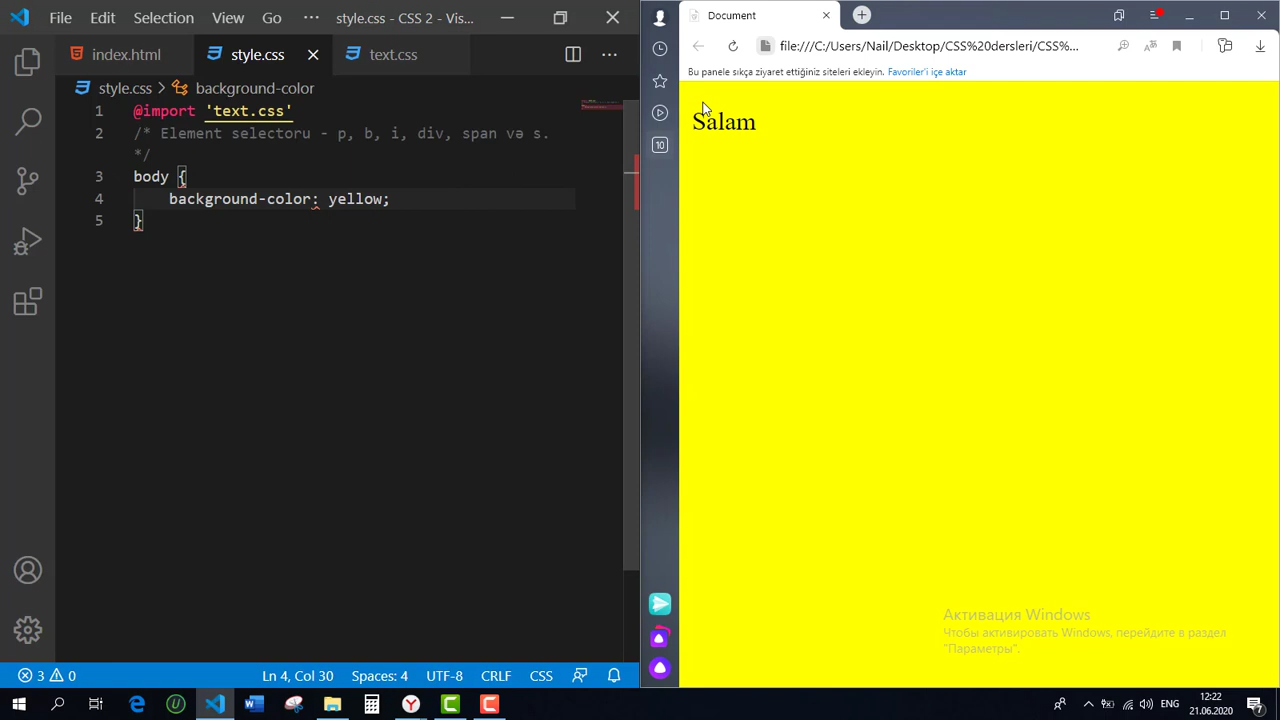 File Edit Selection View Go ··· style.css - CSS 2 - Vis...
index.html style.css text.css
style.css > background-color
1 @import 'text.css'
2 /* Element selectoru - p, b, i, div, span və s.
*/
3 body {
4 background-color: yellow;
5 }
3 0 Ln 4, Col 30 Spaces: 4 UTF-8 CRLF CSS
Document
file:///C:/Users/Nail/Desktop/CSS%20dersleri/CSS%...
Bu panele sıkça ziyaret ettiğiniz siteleri ekleyin. Favoriler'i içe aktar
10
Salam
Активация Windows
Чтобы активировать Windows, перейдите в раздел
"Параметры".
ENG
12:22
21.06.2020
7